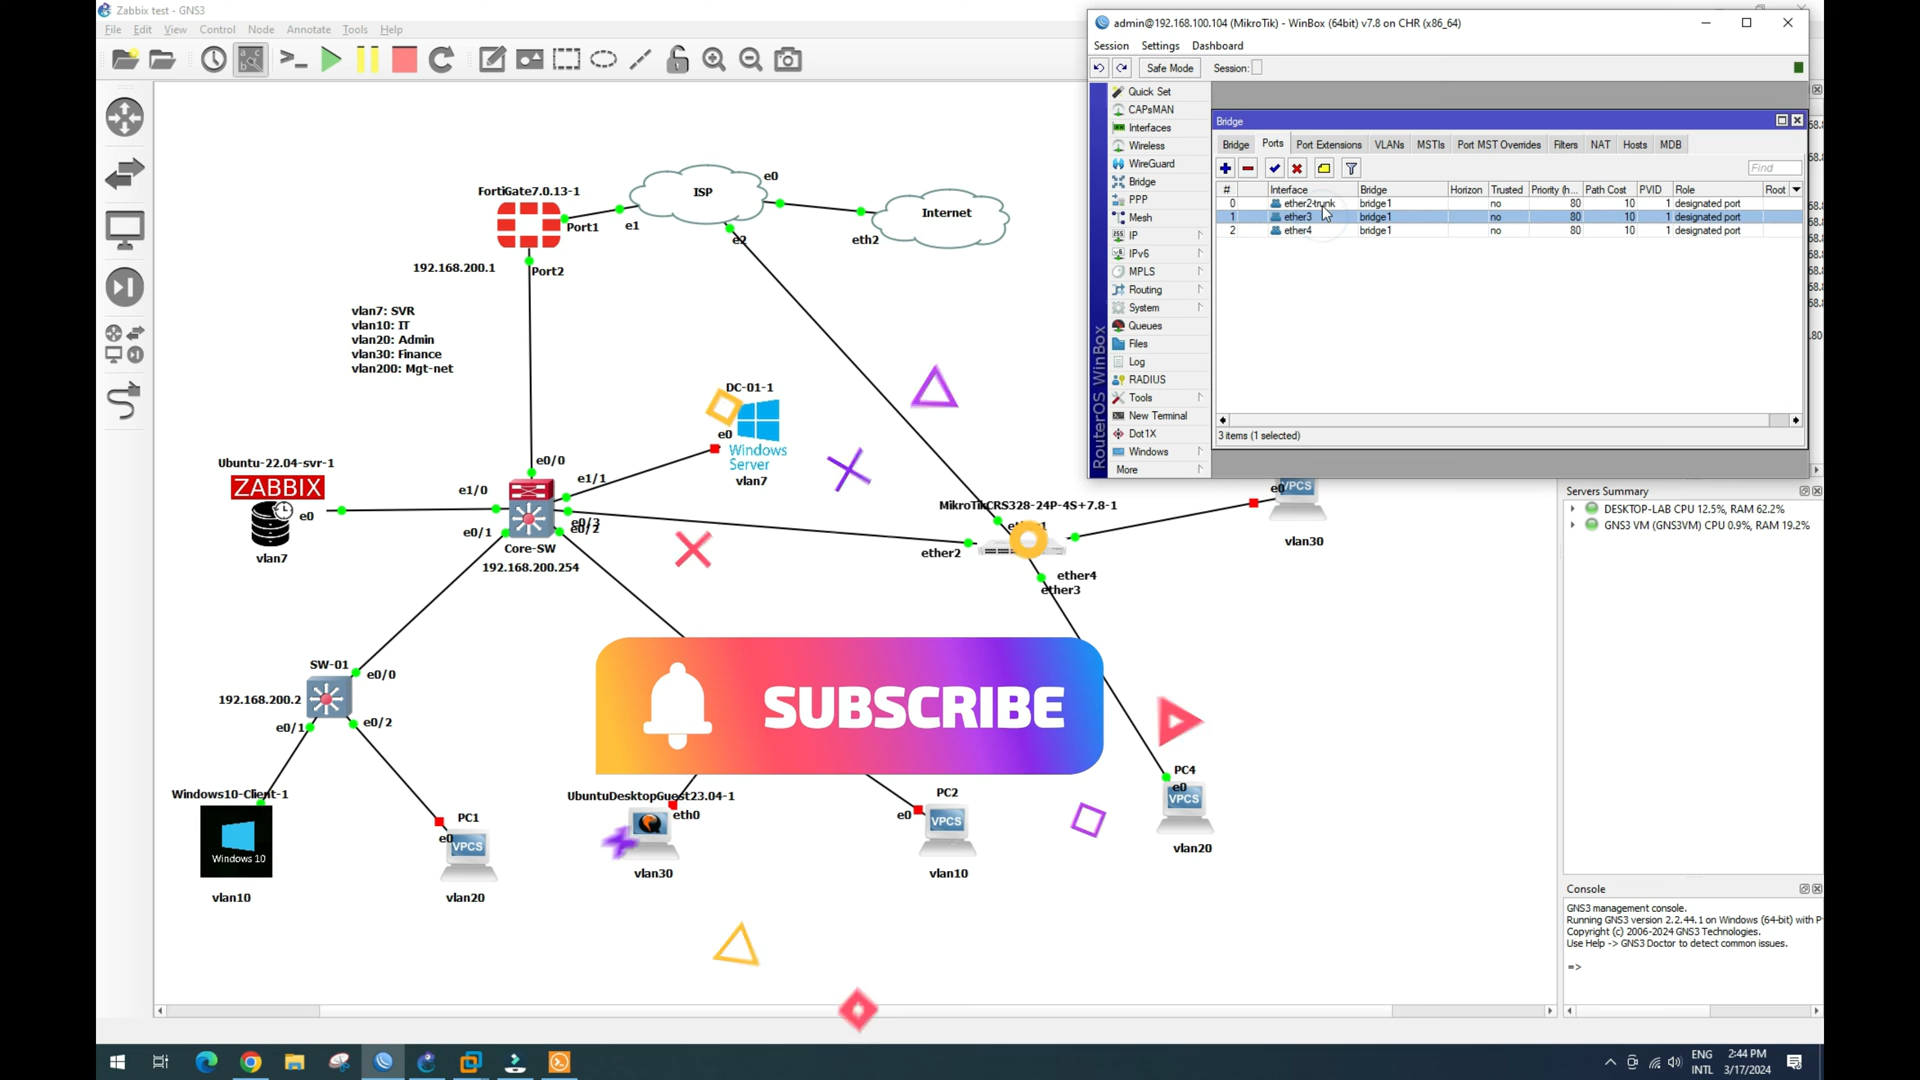 Zabbix test - GNS3
File Edit View Control Node Annotate Tools Help
admin@192.168.100.104 (MikroTik) - WinBox (64bit) v7.8 on CHR (x86_64)
Session Settings Dashboard
Safe Mode Session:
Quick Set
CAPsMAN
Interfaces
Wireless
WireGuard
Bridge
PPP
Mesh
IP
IPv6
MPLS
Routing
System
Queues
Files
Log
RADIUS
Tools
New Terminal
Dot1X
Windows
More
RouterOS WinBox
Bridge
Bridge Ports Port Extensions VLANs MSTIs Port MST Overrides Filters NAT Hosts MDB
Find
# Interface Bridge Horizon Trusted Priority (h... Path Cost PVID Role Root
0 ether2-trunk bridge1 no 80 10 1 designated port
1 ether3 bridge1 no 80 10 1 designated port
2 ether4 bridge1 no 80 10 1 designated port
3 items (1 selected)
FortiGate7.0.13-1
Port1
192.168.200.1
Port2
ISP
e0
e1
e2
eth2
Internet
vlan7: SVR
vlan10: IT
vlan20: Admin
vlan30: Finance
vlan200: Mgt-net
DC-01-1
e0
Windows
Server
vlan7
Ubuntu-22.04-svr-1
ZABBIX
e0
vlan7
e0/0
e1/0
e1/1
e0/1
e0/3
e0/2
Core-SW
192.168.200.254
MikroTikCRS328-24P-4S+7.8-1
ether1
ether2
ether4
ether3
e0
VPCS
vlan30
SW-01
e0/0
192.168.200.2
e0/1
e0/2
Windows10-Client-1
Windows 10
vlan10
PC1
e0
VPCS
vlan20
SUBSCRIBE
UbuntuDesktopGuest23.04-1
eth0
vlan30
PC2
e0
VPCS
vlan10
PC4
e0
VPCS
vlan20
Servers Summary
DESKTOP-LAB CPU 12.5%, RAM 62.2%
GNS3 VM (GNS3VM) CPU 0.9%, RAM 19.2%
Console
GNS3 management console.
Running GNS3 version 2.2.44.1 on Windows (64-bit) with P
Copyright (c) 2006-2024 GNS3 Technologies.
Use Help -> GNS3 Doctor to detect common issues.
=>
ENG
INTL
2:44 PM
3/17/2024